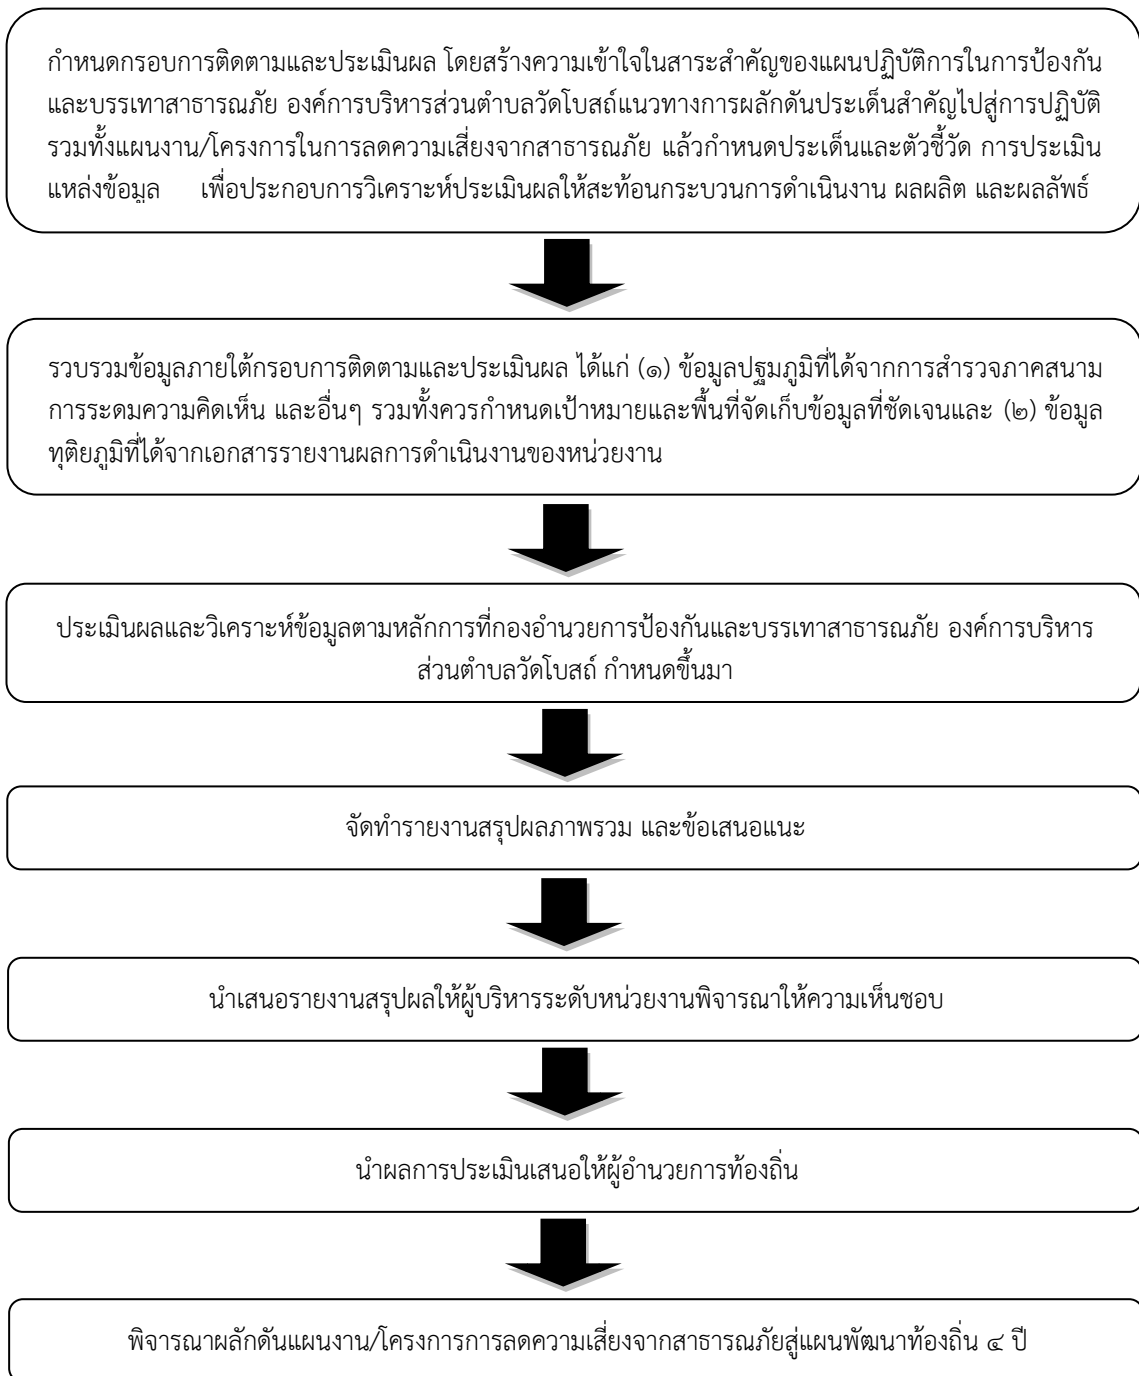 กำหนดกรอบการติดตามและประเมินผล โดยสร้างความเข้าใจในสาระสำคัญของแผนปฏิบัติการในการป้องกัน
และบรรเทาสาธารณภัย องค์การบริหารส่วนตำบลวัดโบสถ์แนวทางการผลักดันประเด็นสำคัญไปสู่การปฏิบัติ
รวมทั้งแผนงาน/โครงการในการลดความเสี่ยงจากสาธารณภัย แล้วกำหนดประเด็นและตัวชี้วัด การประเมิน
แหล่งข้อมูล เพื่อประกอบการวิเคราะห์ประเมินผลให้สะท้อนกระบวนการดำเนินงาน ผลผลิต และผลลัพธ์
รวบรวมข้อมูลภายใต้กรอบการติดตามและประเมินผล ได้แก่ (๑) ข้อมูลปฐมภูมิที่ได้จากการสำรวจภาคสนาม
การระดมความคิดเห็น และอื่นๆ รวมทั้งควรกำหนดเป้าหมายและพื้นที่จัดเก็บข้อมูลที่ชัดเจนและ (๒) ข้อมูล
ทุติยภูมิที่ได้จากเอกสารรายงานผลการดำเนินงานของหน่วยงาน
ประเมินผลและวิเคราะห์ข้อมูลตามหลักการที่กองอำนวยการป้องกันและบรรเทาสาธารณภัย องค์การบริหาร
ส่วนตำบลวัดโบสถ์ กำหนดขึ้นมา
จัดทำรายงานสรุปผลภาพรวม และข้อเสนอแนะ
นำเสนอรายงานสรุปผลให้ผู้บริหารระดับหน่วยงานพิจารณาให้ความเห็นชอบ
นำผลการประเมินเสนอให้ผู้อำนวยการท้องถิ่น
พิจารณาผลักดันแผนงาน/โครงการการลดความเสี่ยงจากสาธารณภัยสู่แผนพัฒนาท้องถิ่น ๔ ปี